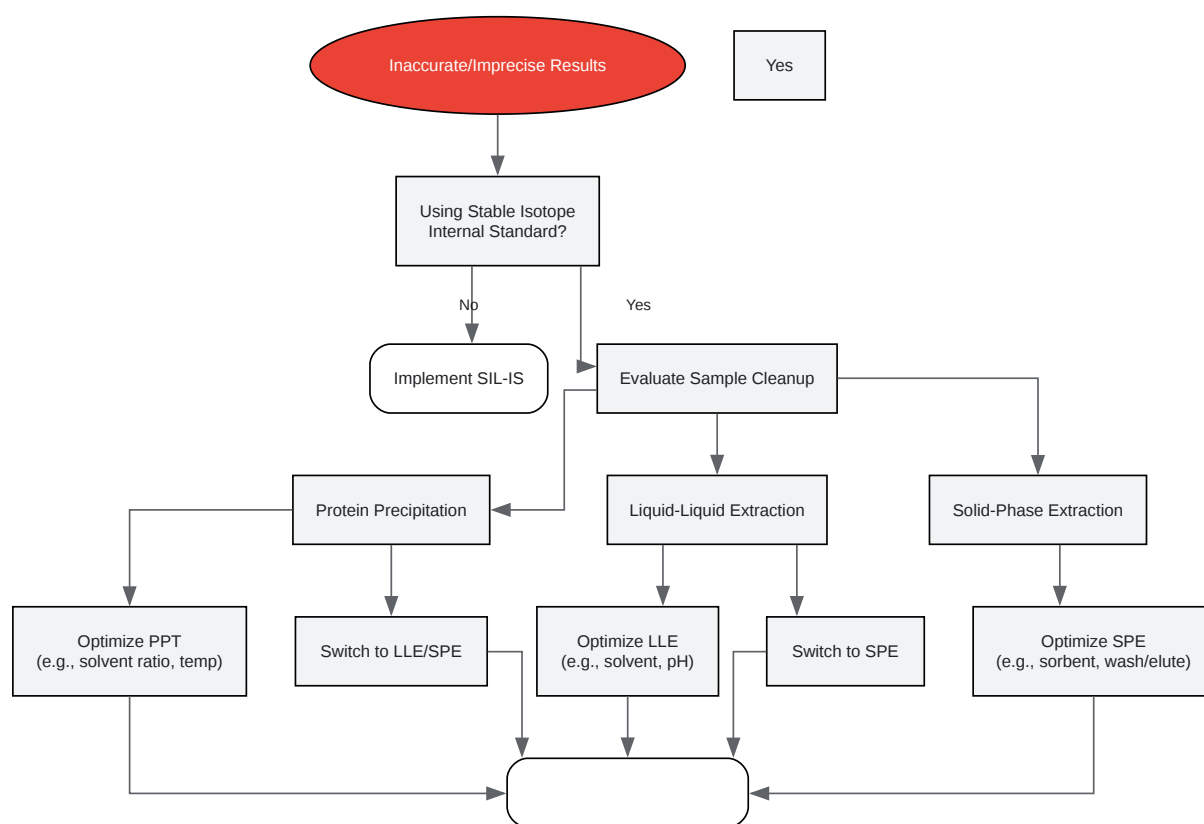 Inaccurate/Imprecise Results
Yes
Using Stable Isotope
Internal Standard?
No
Yes
Implement SIL-IS
Evaluate Sample Cleanup
Protein Precipitation
Liquid-Liquid Extraction
Solid-Phase Extraction
Optimize PPT
(e.g., solvent ratio, temp)
Switch to LLE/SPE
Optimize LLE
(e.g., solvent, pH)
Switch to SPE
Optimize SPE
(e.g., sorbent, wash/elute)